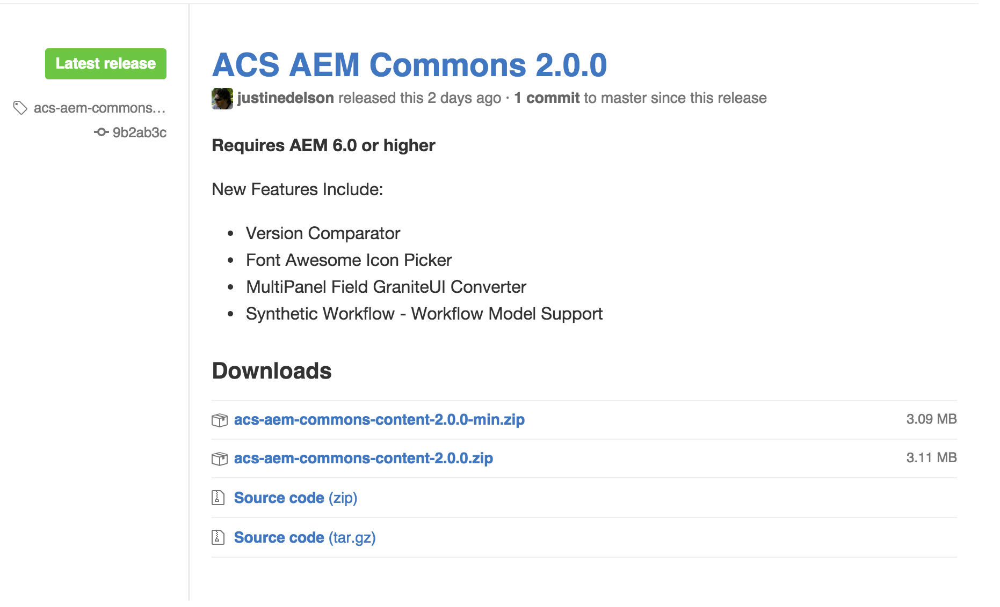 Latest release
acs-aem-commons…
9b2ab3c
ACS AEM Commons 2.0.0
justinedelson released this 2 days ago · 1 commit to master since this release
Requires AEM 6.0 or higher
New Features Include:
• Version Comparator
• Font Awesome Icon Picker
• MultiPanel Field GraniteUI Converter
• Synthetic Workflow - Workflow Model Support
Downloads
acs-aem-commons-content-2.0.0-min.zip 3.09 MB
acs-aem-commons-content-2.0.0.zip 3.11 MB
Source code (zip)
Source code (tar.gz)